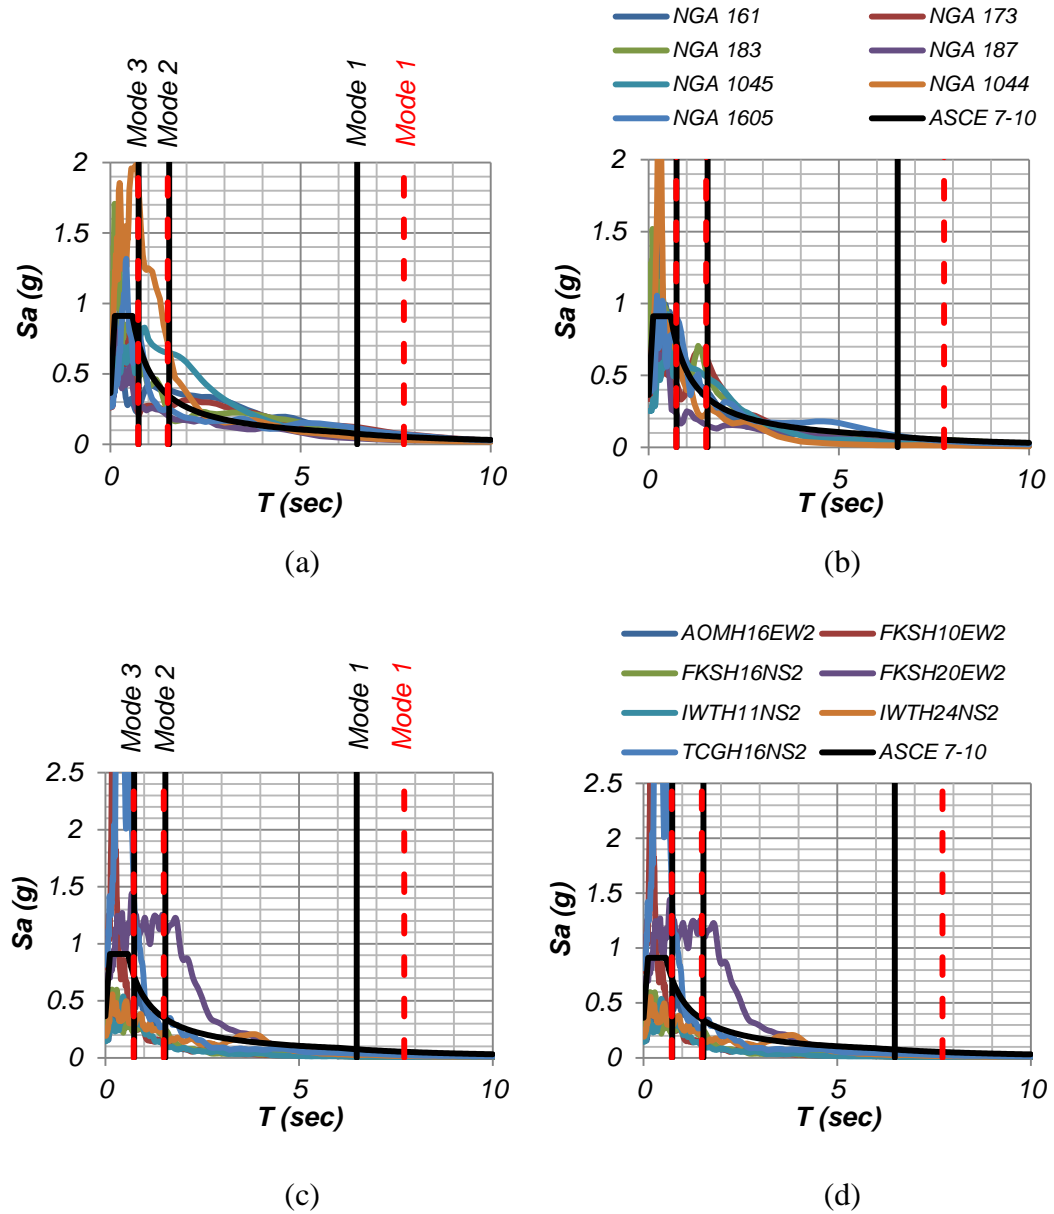 NGA 161 NGA 173
NGA 183 NGA 187
NGA 1045 NGA 1044
NGA 1605 ASCE 7-10
Mode 3
Mode 2
Mode 1
Mode 1
Sa (g)
2
1.5
1
0.5
0
0 5 10
T (sec)
(a)
Sa (g)
2
1.5
1
0.5
0
0 5 10
T (sec)
(b)
Mode 3
Mode 2
Mode 1
Mode 1
Sa (g)
2.5
2
1.5
1
0.5
0
0 5 10
T (sec)
(c)
AOMH16EW2 FKSH10EW2
FKSH16NS2 FKSH20EW2
IWTH11NS2 IWTH24NS2
TCGH16NS2 ASCE 7-10
Sa (g)
2.5
2
1.5
1
0.5
0
0 5 10
T (sec)
(d)